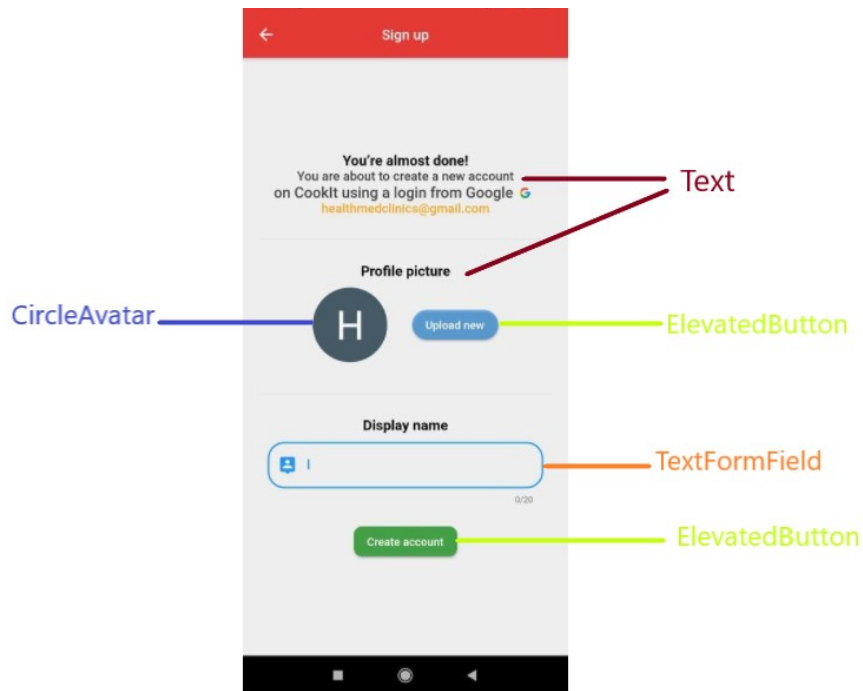 Sign up
You're almost done!
You are about to create a new account
on CookIt using a login from Google G
healthmedclinics@gmail.com
Text
Profile picture
CircleAvatar
H
Upload new
ElevatedButton
Display name
TextFormField
0/20
Create account
ElevatedButton